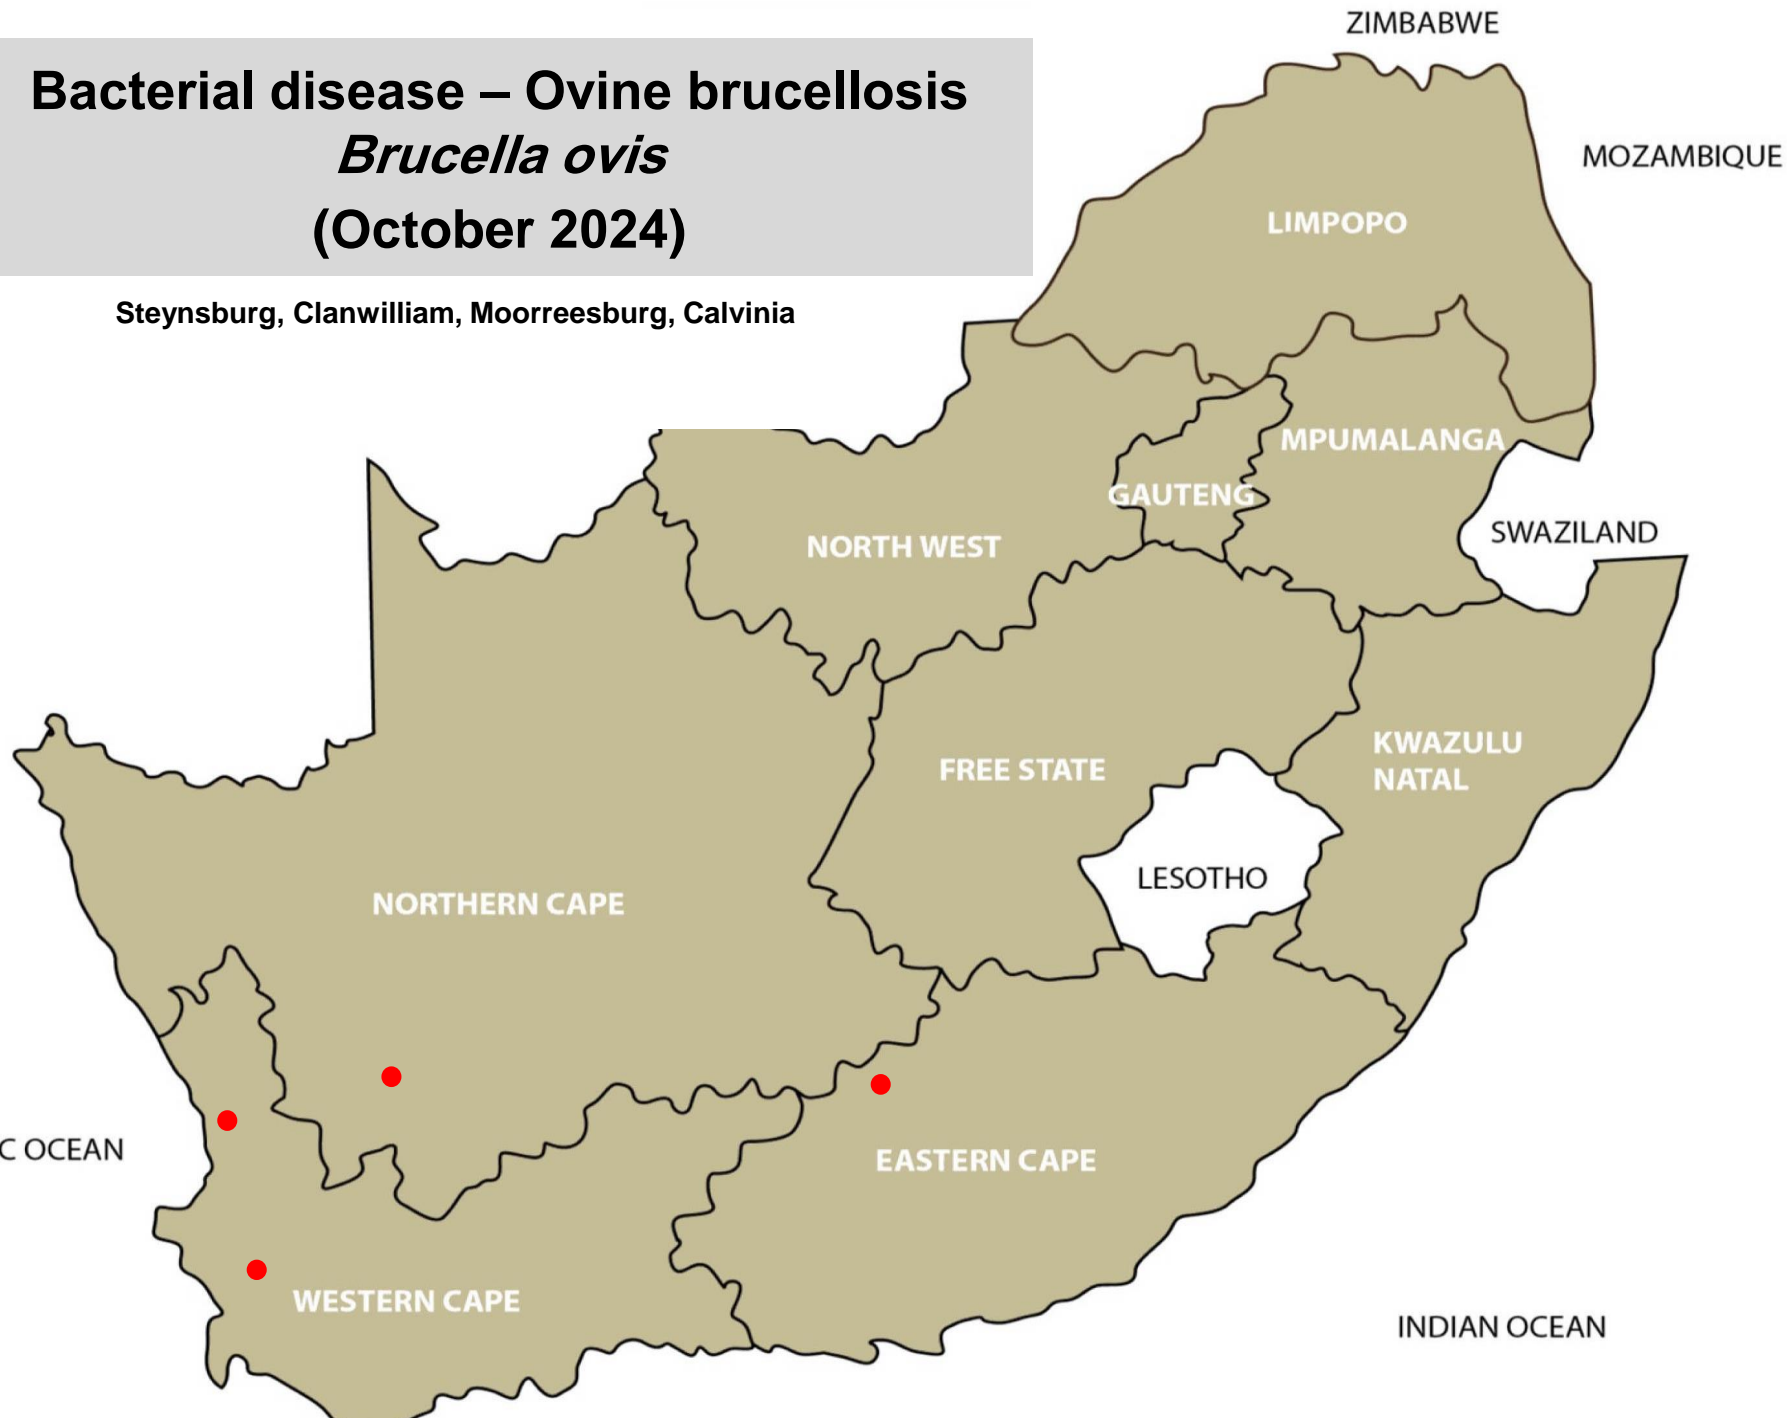 ZIMBABWE
Bacterial disease – Ovine brucellosis
Brucella ovis
(October 2024)
MOZAMBIQUE
LIMPOPO
Steynsburg, Clanwilliam, Moorreesburg, Calvinia
MPUMALANGA
GAUTENG
SWAZILAND
NORTH WEST
KWAZULU
NATAL
FREE STATE
LESOTHO
NORTHERN CAPE
C OCEAN
EASTERN CAPE
WESTERN CAPE
INDIAN OCEAN